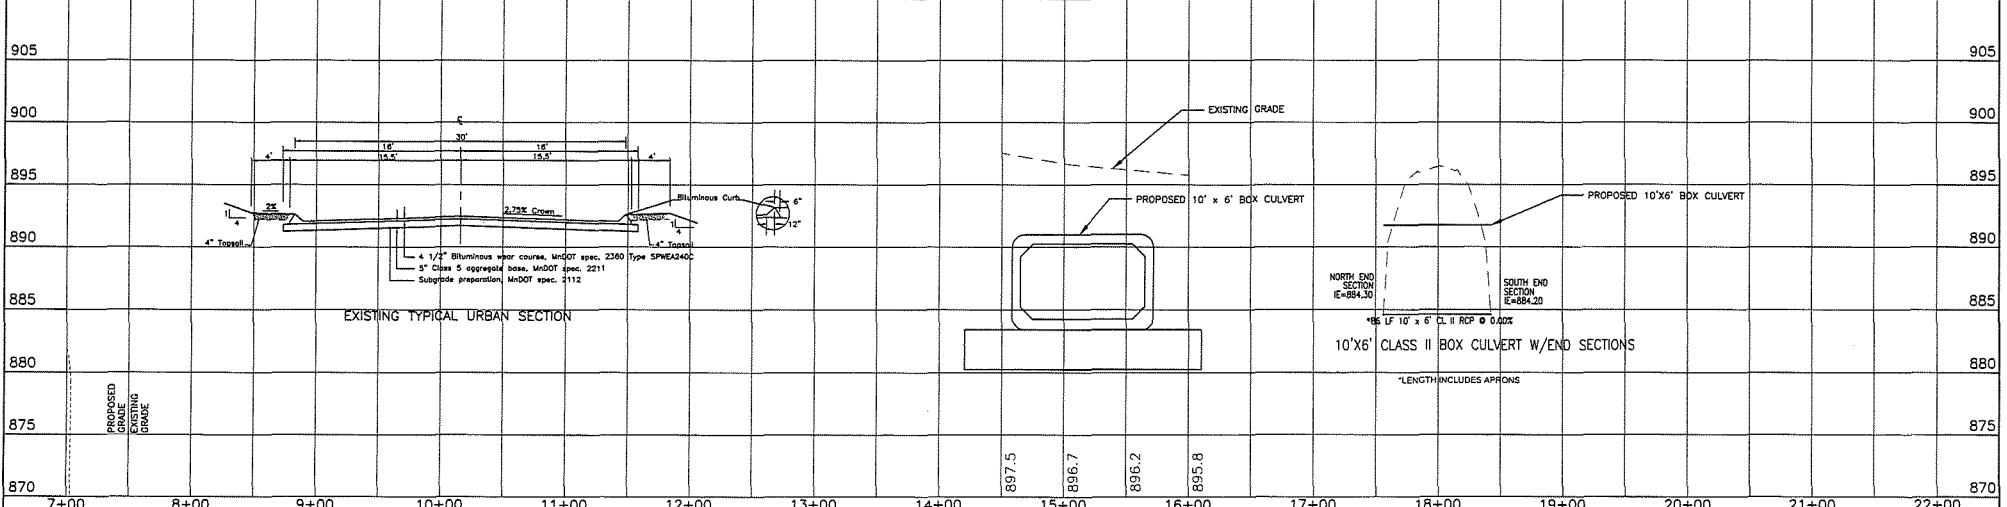 905
905
900
900
895
895
890
890
885
885
880
880
875
875
870
870
EXISTING GRADE
PROPOSED 10' x 6' BOX CULVERT
PROPOSED 10'X6' BOX CULVERT
30'
16'
16'
4'
15.5'
15.5'
4'
2%
2.75% Crown
Bituminous Curb
6"
12"
1
4
1
4
4" Topsoil
4" Topsoil
4 1/2" Bituminous wear course, MnDOT spec. 2360 Type SPWEA240C
5" Class 5 aggregate base, MnDOT spec. 2211
Subgrade preparation, MnDOT spec. 2112
EXISTING TYPICAL URBAN SECTION
NORTH END
SECTION
IE=884.30
SOUTH END
SECTION
IE=884.20
*86 LF 10' x 6' CL II RCP @ 0.00%
10'X6' CLASS II BOX CULVERT W/END SECTIONS
*LENGTH INCLUDES APRONS
PROPOSED
GRADE
EXISTING
GRADE
897.5
896.7
896.2
895.8
7+00
8+00
9+00
10+00
11+00
12+00
13+00
14+00
15+00
16+00
17+00
18+00
19+00
20+00
21+00
22+00